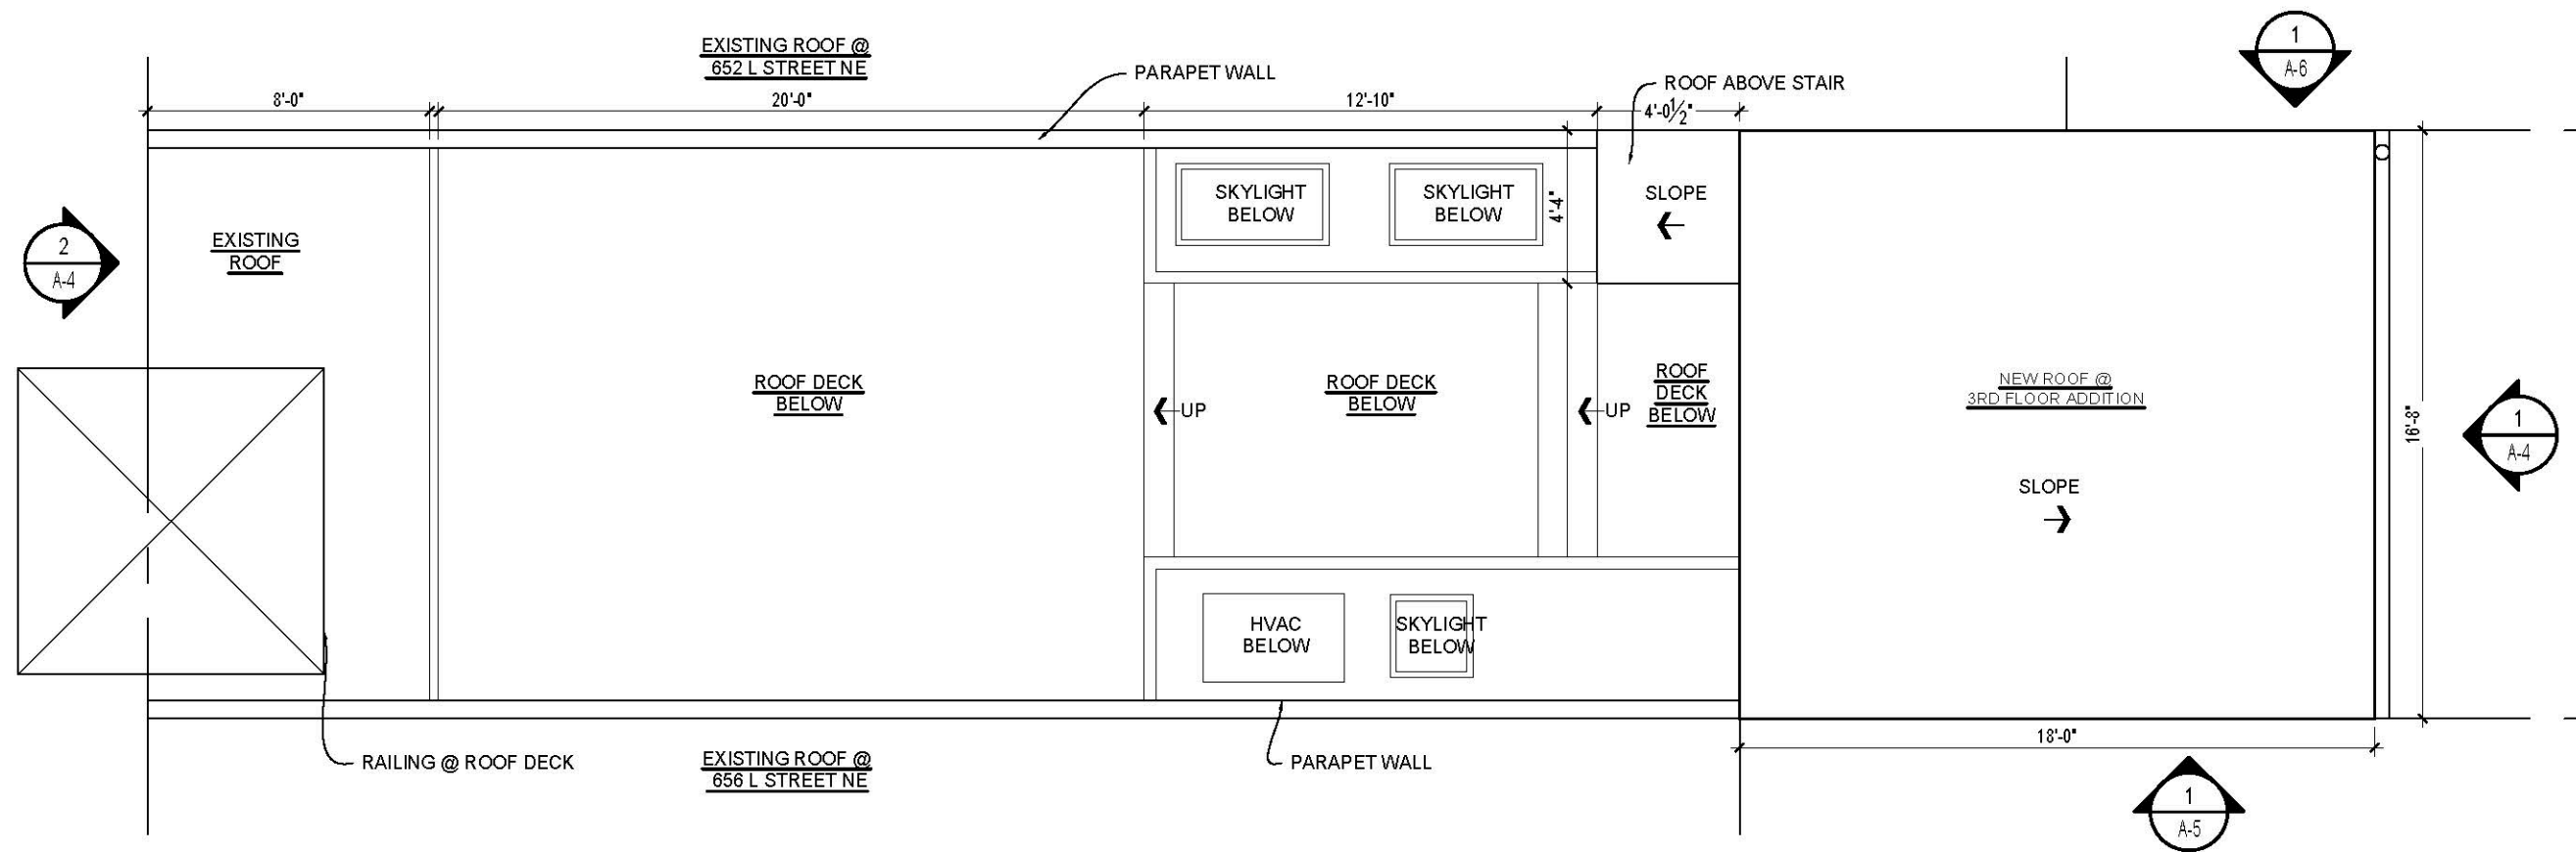 EXISTING ROOF @
652 L STREET NE
PARAPET WALL
ROOF ABOVE STAIR
1
A-6
8'-0"
20'-0"
12'-10"
4'-0½"
SKYLIGHT
BELOW
SKYLIGHT
BELOW
4'-4"
SLOPE
2
A-4
EXISTING
ROOF
ROOF DECK
BELOW
UP
ROOF DECK
BELOW
UP
ROOF
DECK
BELOW
NEW ROOF @
3RD FLOOR ADDITION
SLOPE
16'-8"
1
A-4
HVAC
BELOW
SKYLIGHT
BELOW
RAILING @ ROOF DECK
EXISTING ROOF @
656 L STREET NE
PARAPET WALL
18'-0"
1
A-5